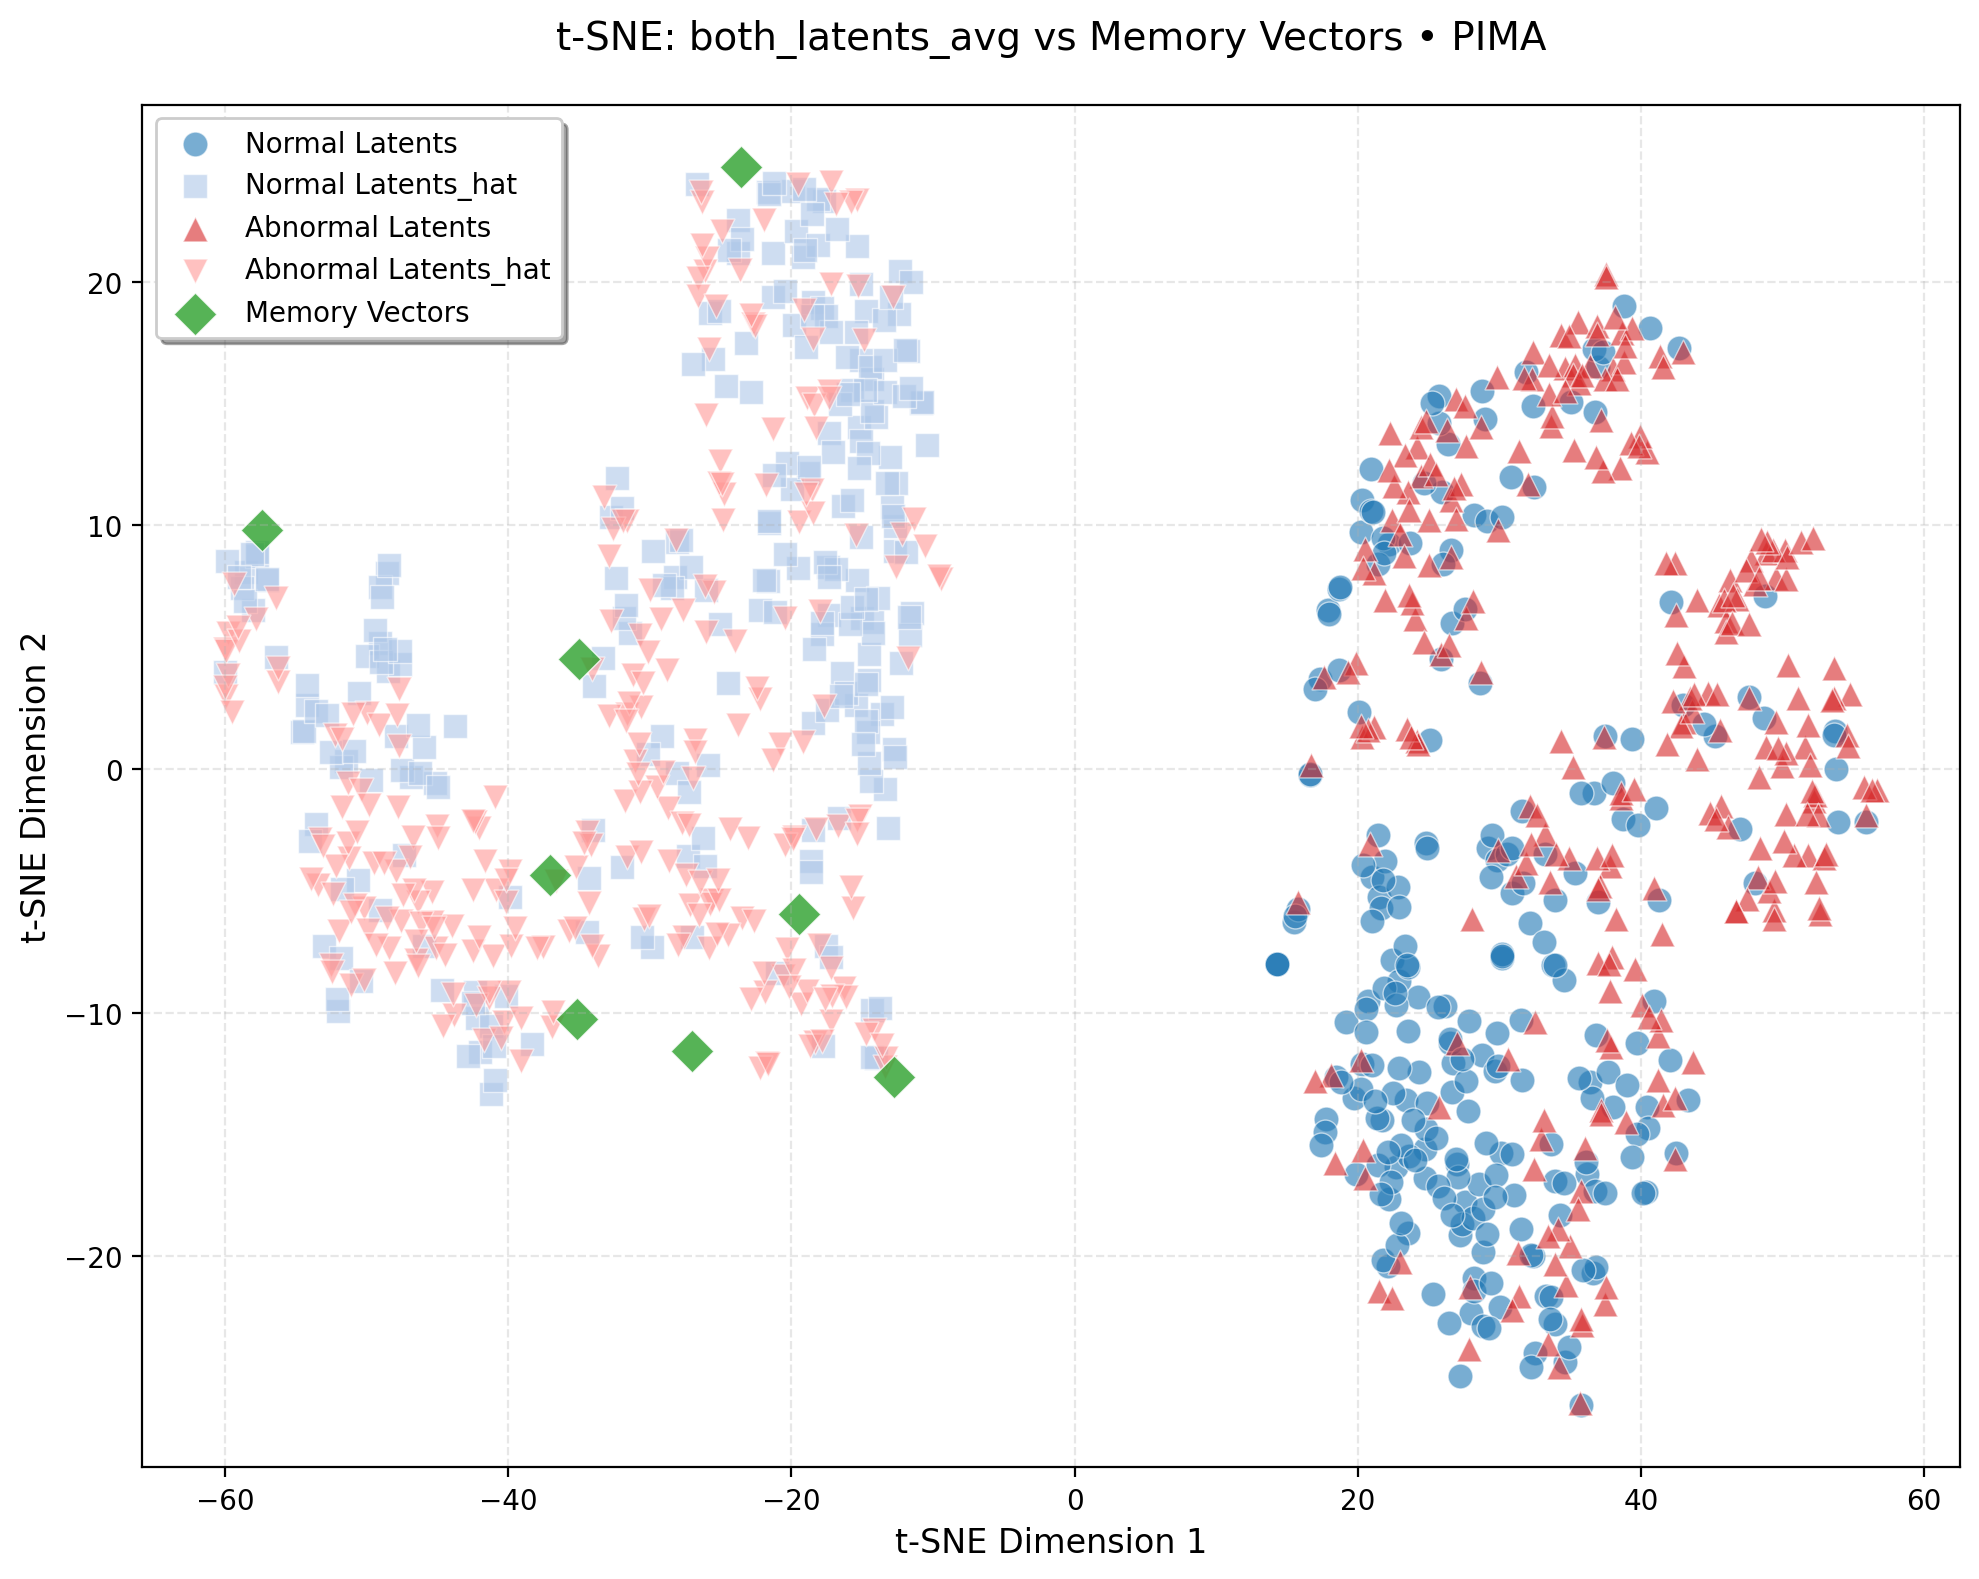 t-SNE: both_latents_avg vs Memory Vectors • PIMA
Normal Latents
Normal Latents_hat
Abnormal Latents
Abnormal Latents_hat
Memory Vectors
20
10
0
−10
−20
t-SNE Dimension 2
−60 −40 −20 0 20 40 60
t-SNE Dimension 1